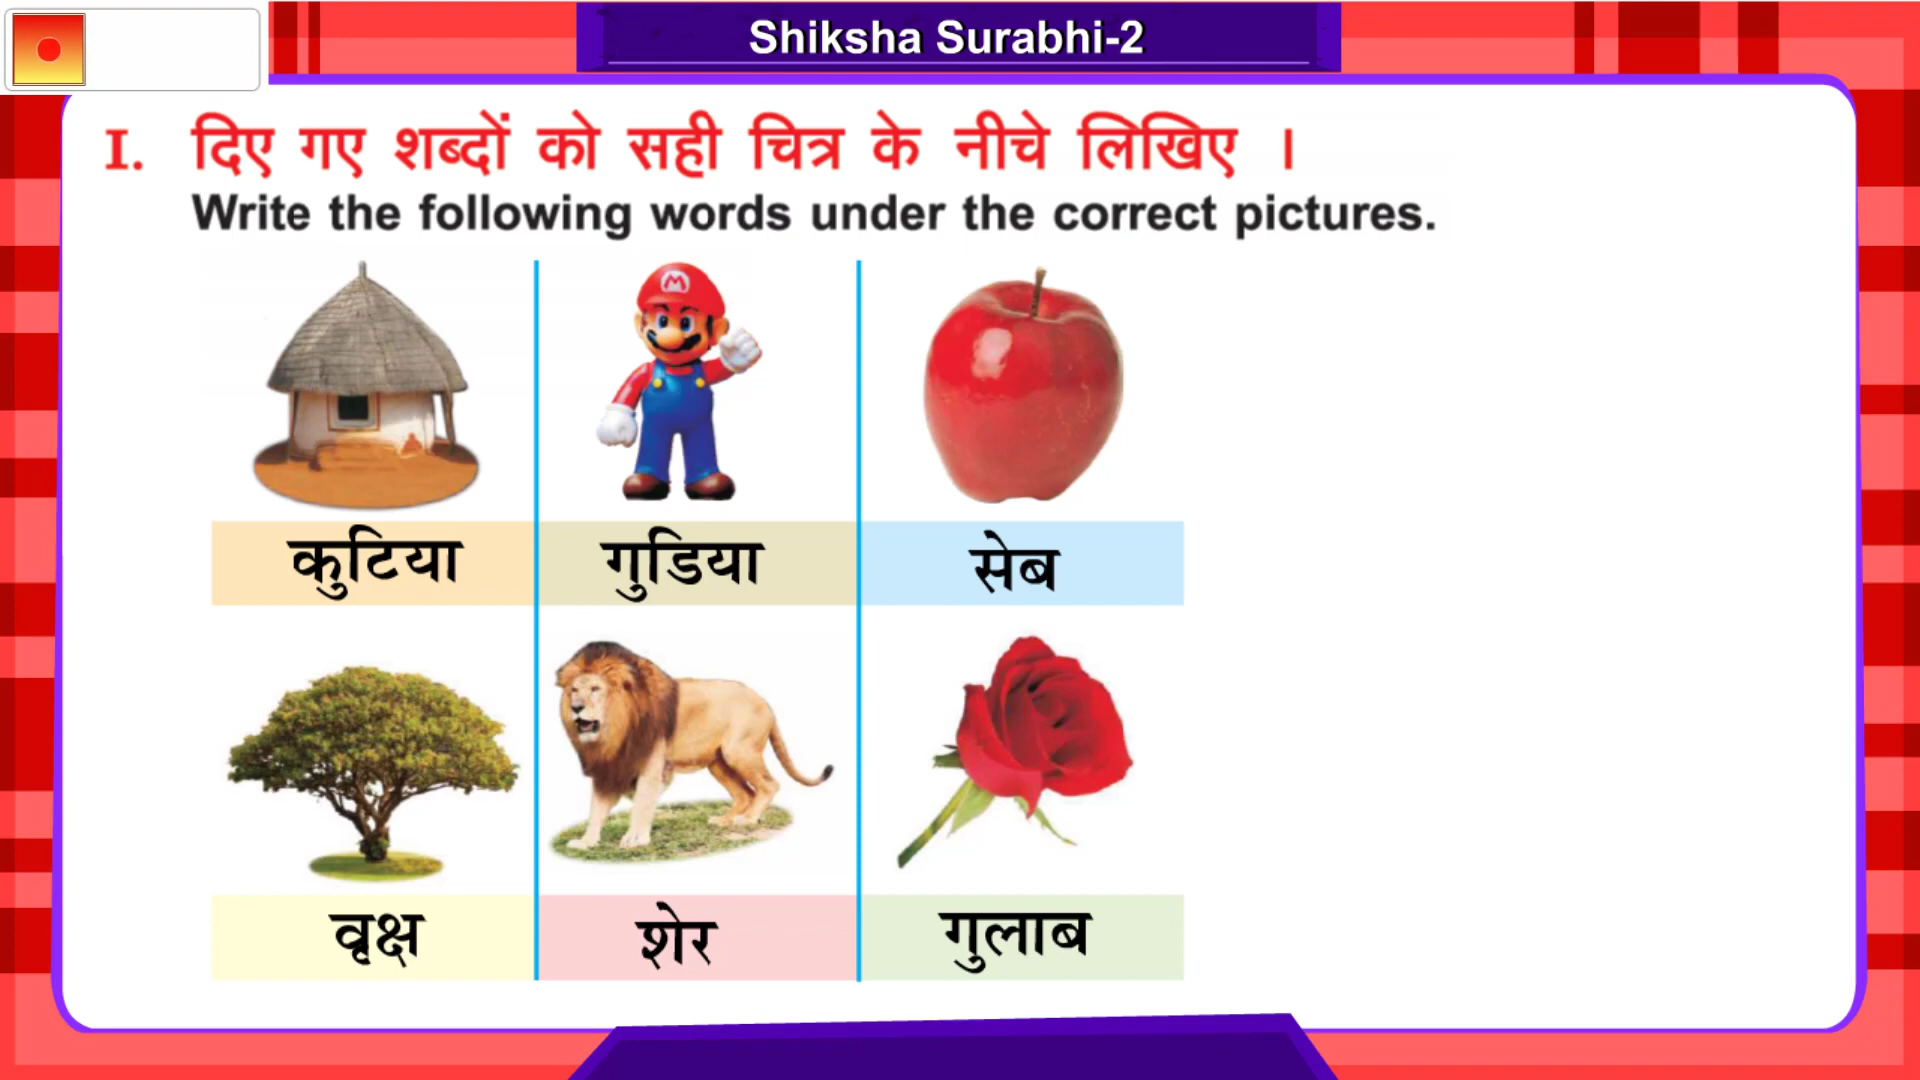 Shiksha Surabhi-2
I. दिए गए शब्दों को सही चित्र के नीचे लिखिए ।
Write the following words under the correct pictures.
M
कुटिया गुडिया सेब
वृक्ष शेर गुलाब